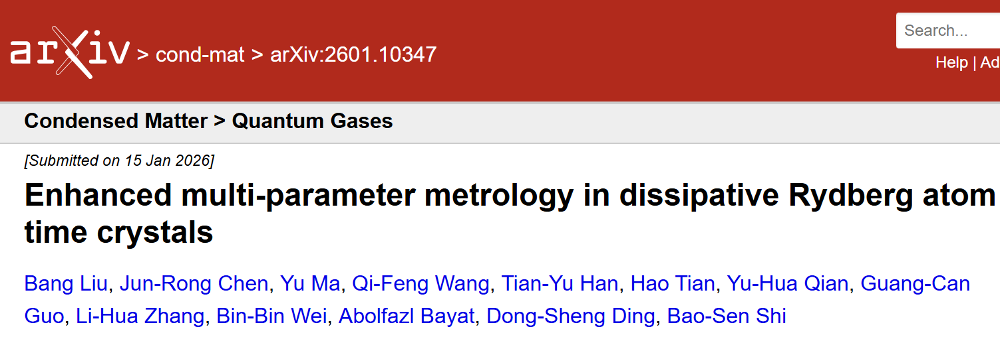 arXiv > cond-mat > arXiv:2601.10347
Search...
Help | Ad
Condensed Matter > Quantum Gases
[Submitted on 15 Jan 2026]
Enhanced multi-parameter metrology in dissipative Rydberg atom
time crystals
Bang Liu, Jun-Rong Chen, Yu Ma, Qi-Feng Wang, Tian-Yu Han, Hao Tian, Yu-Hua Qian, Guang-Can
Guo, Li-Hua Zhang, Bin-Bin Wei, Abolfazl Bayat, Dong-Sheng Ding, Bao-Sen Shi